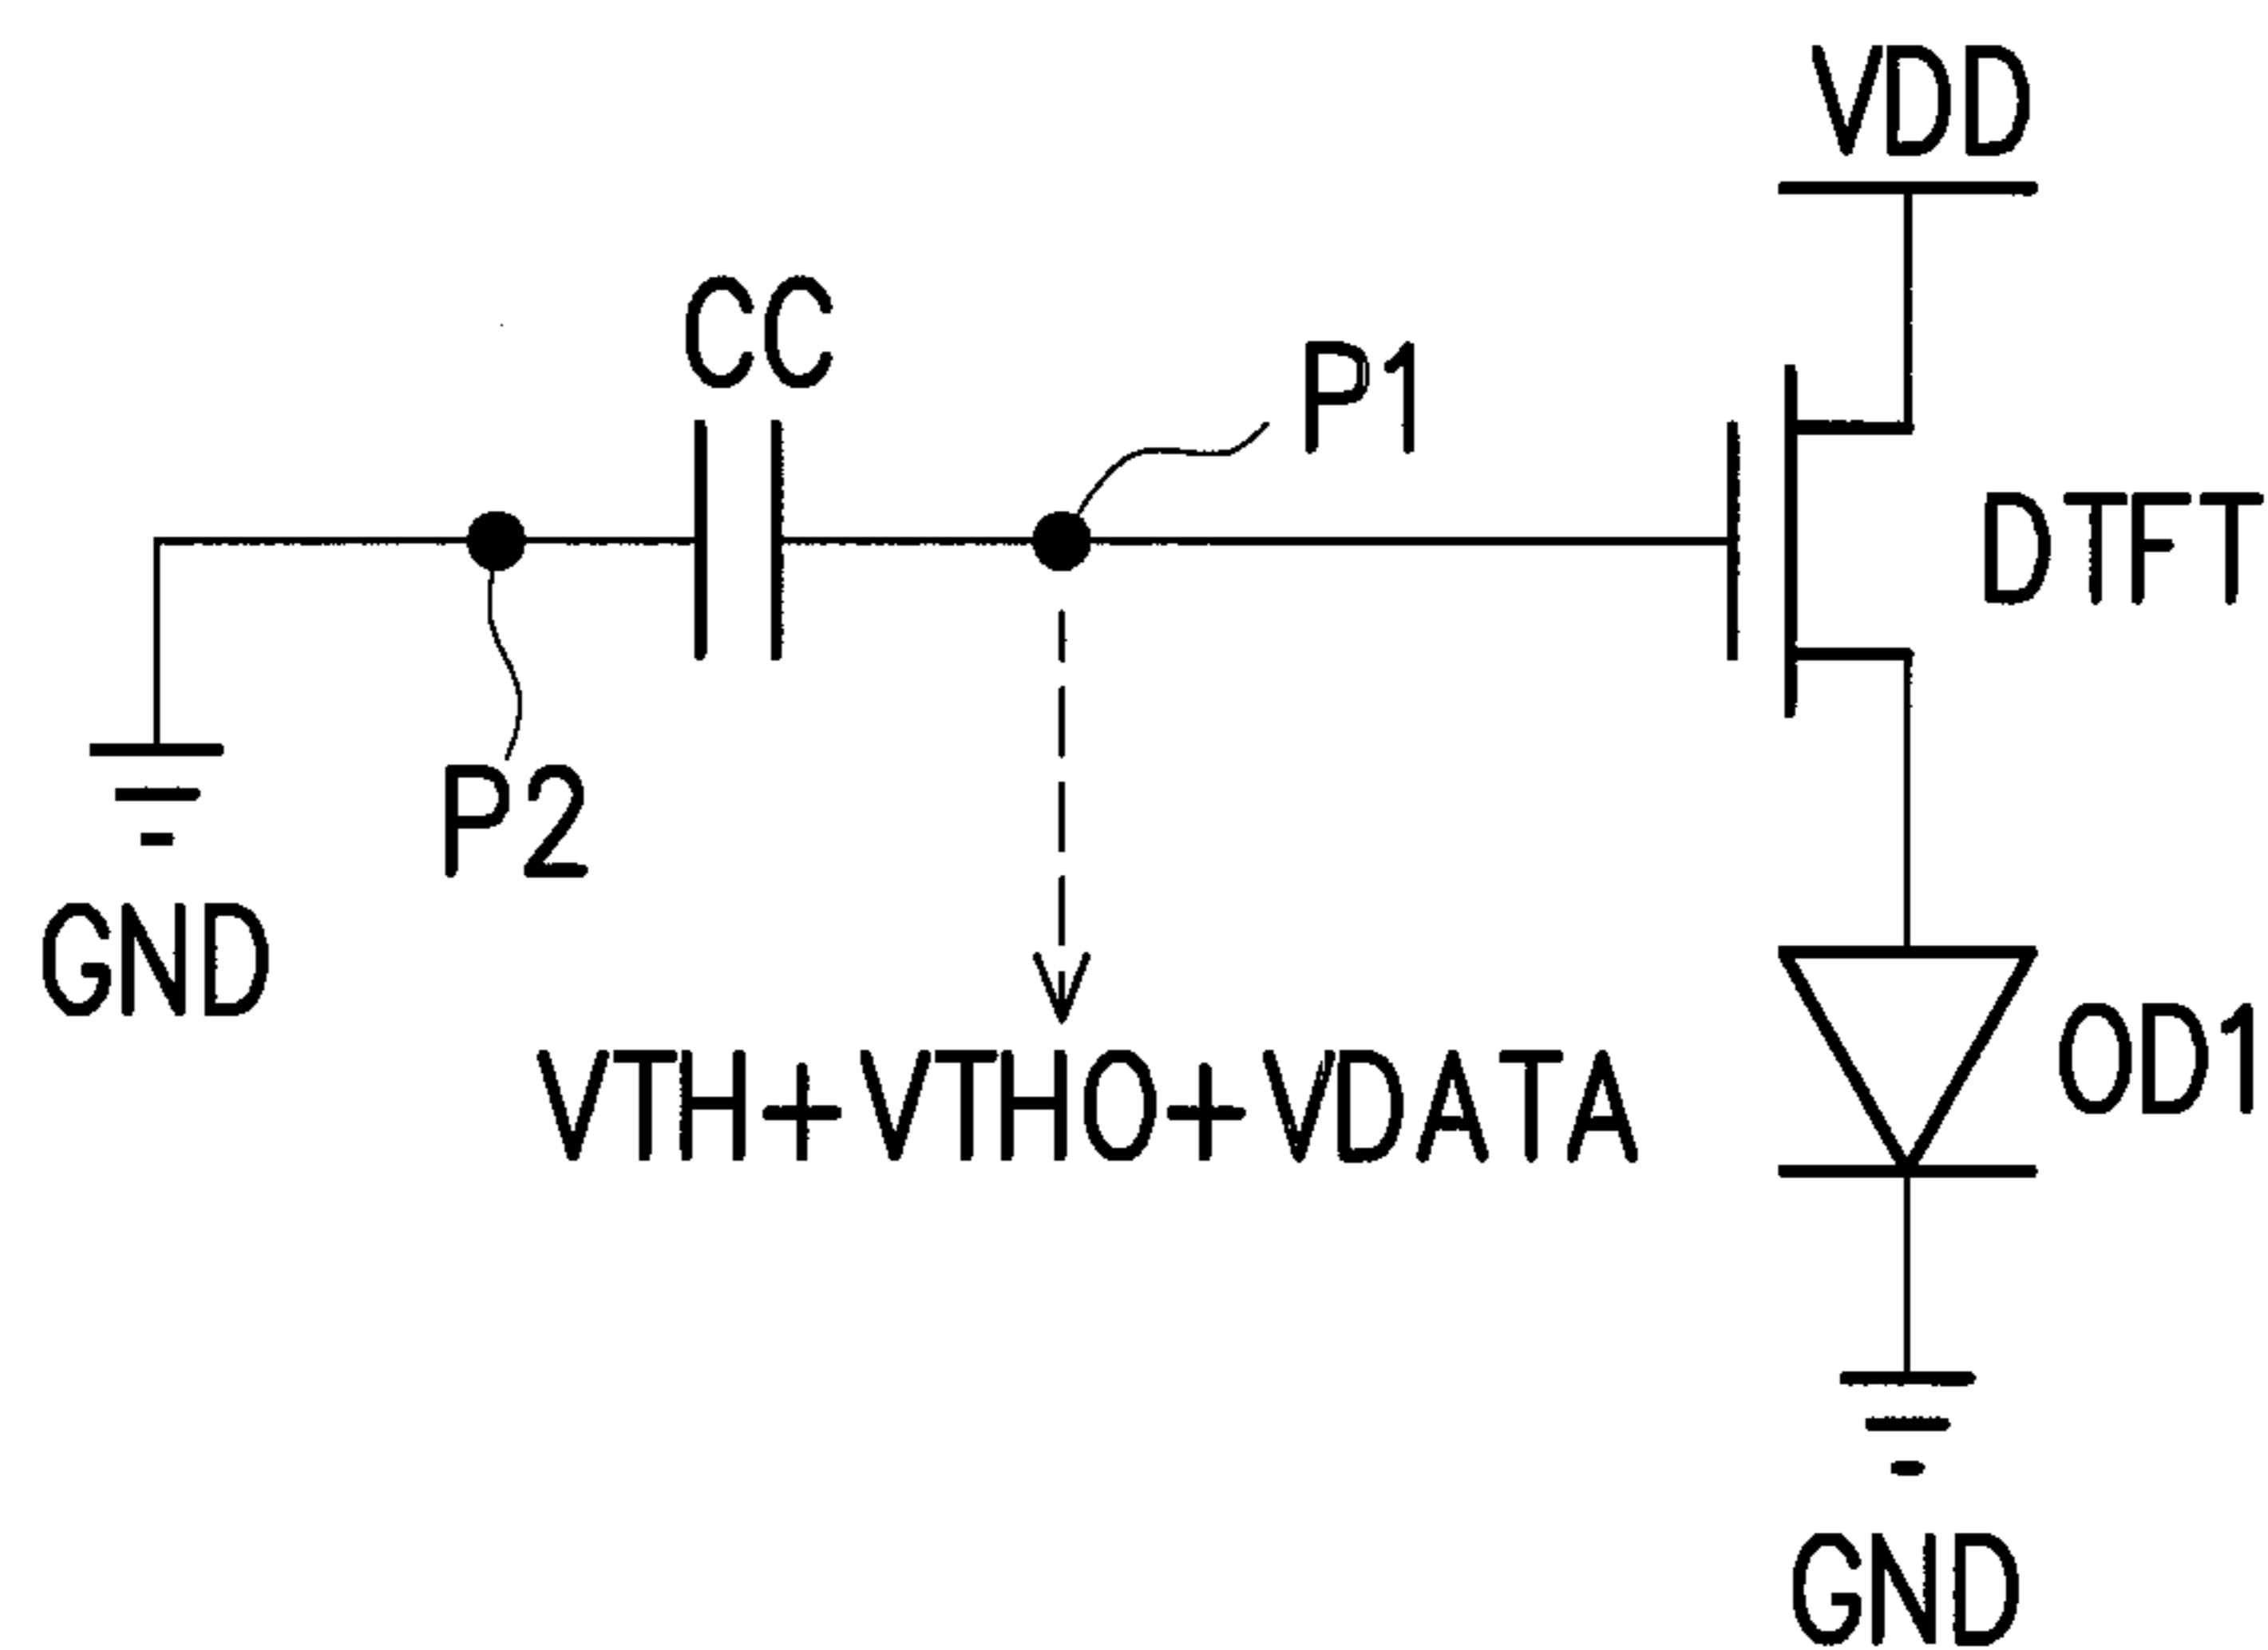 VDD
CC
P1
DTFT
P2
GND
VTH+VTHO+VDATA
OD1
GND